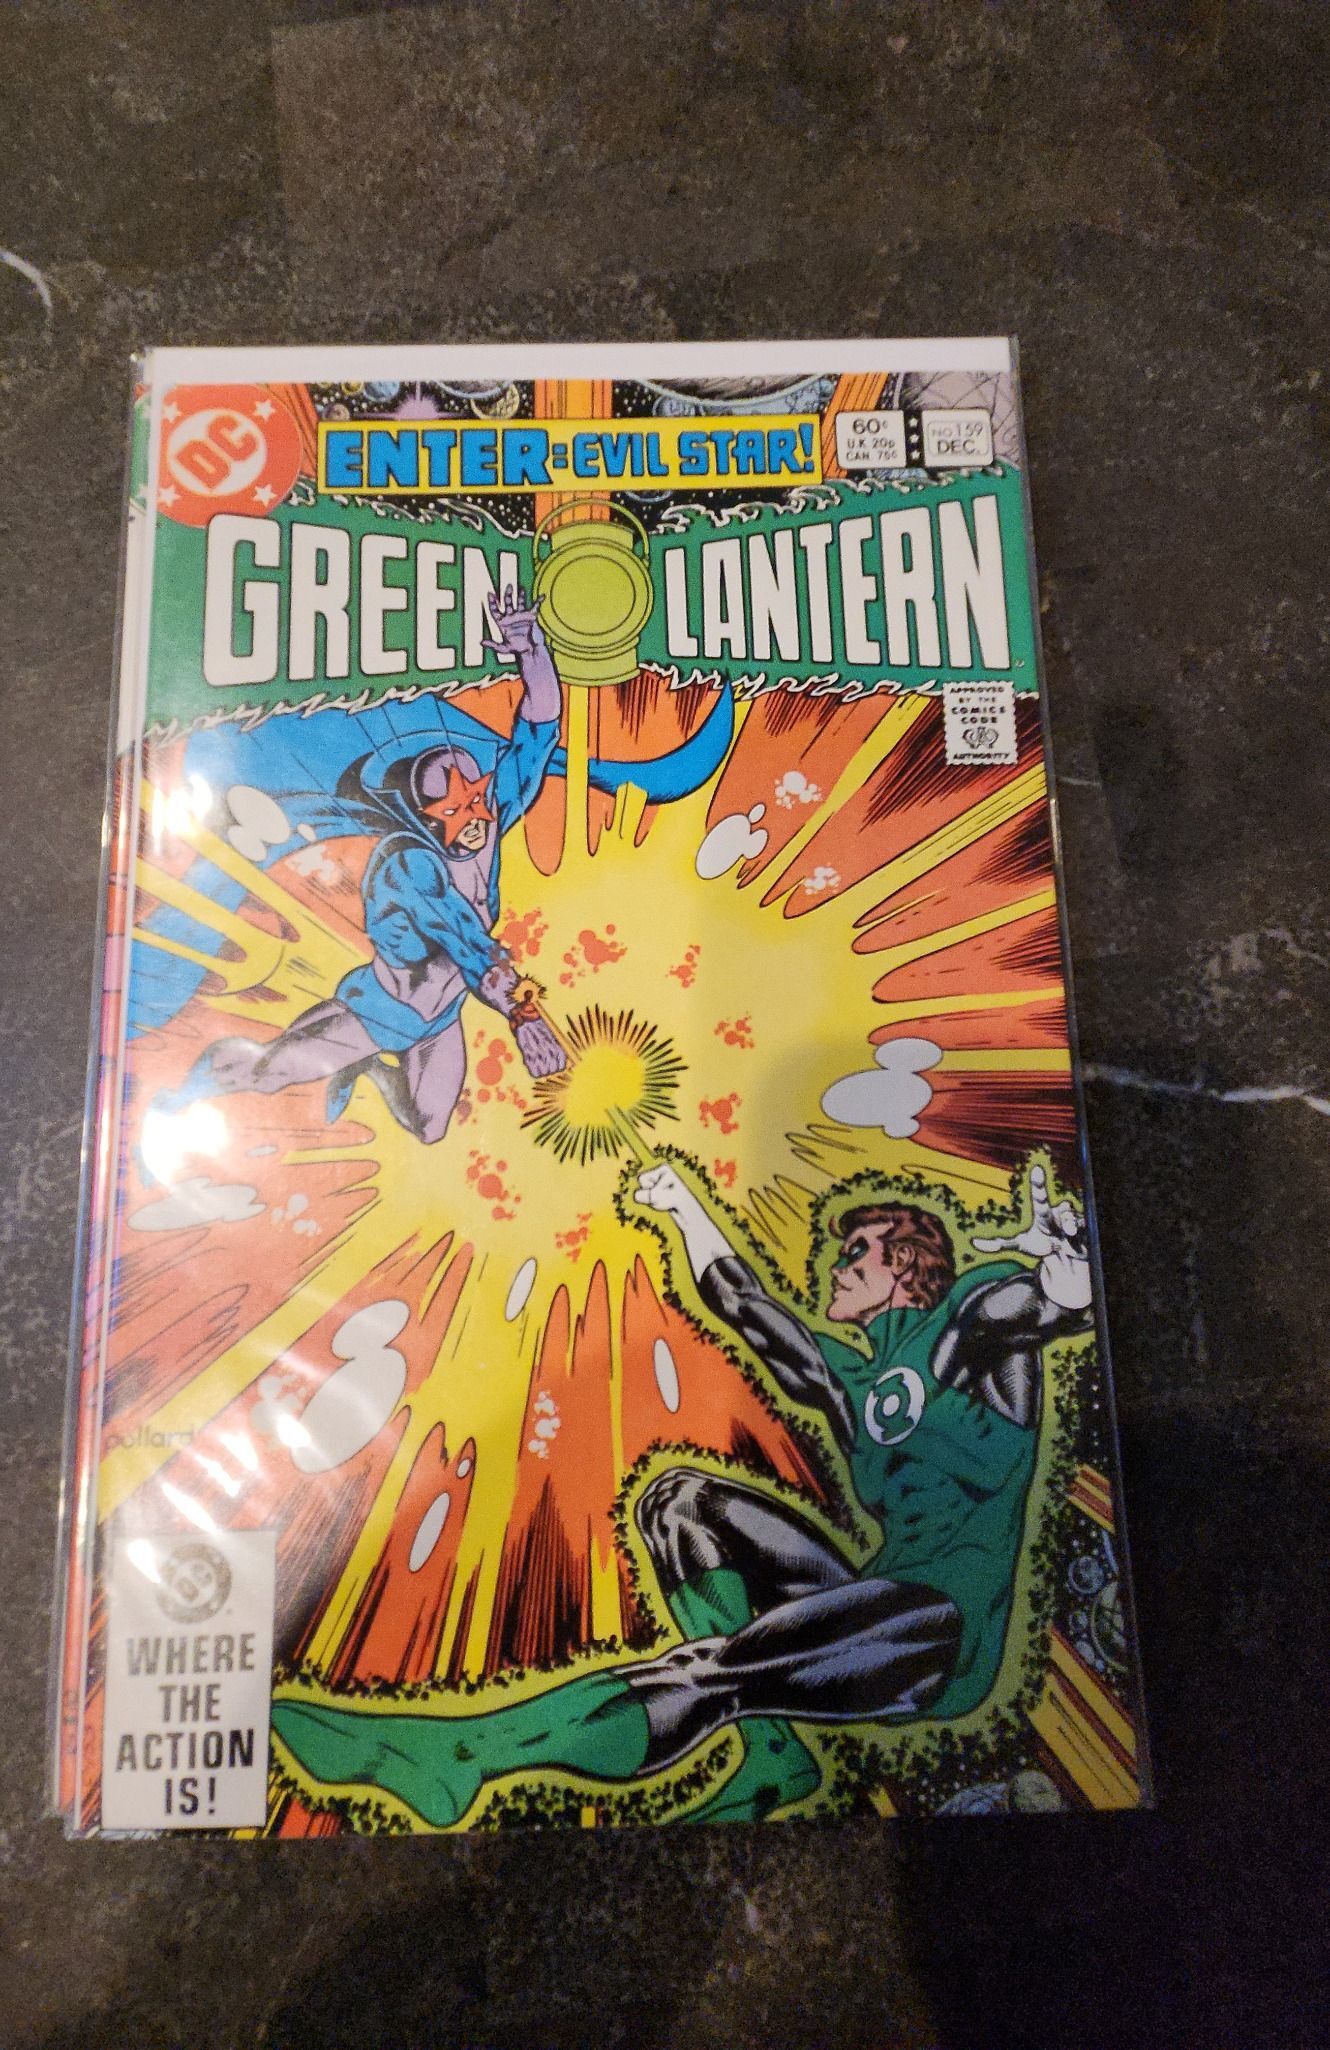 DC
ENTER: EVIL STAR!
60¢
U.K. 20p
CAN. 75¢
NO. 159
DEC.
GREEN LANTERN
APPROVED
BY THE
COMICS
CODE
AUTHORITY
pollard
DC
WHERE
THE
ACTION
IS!